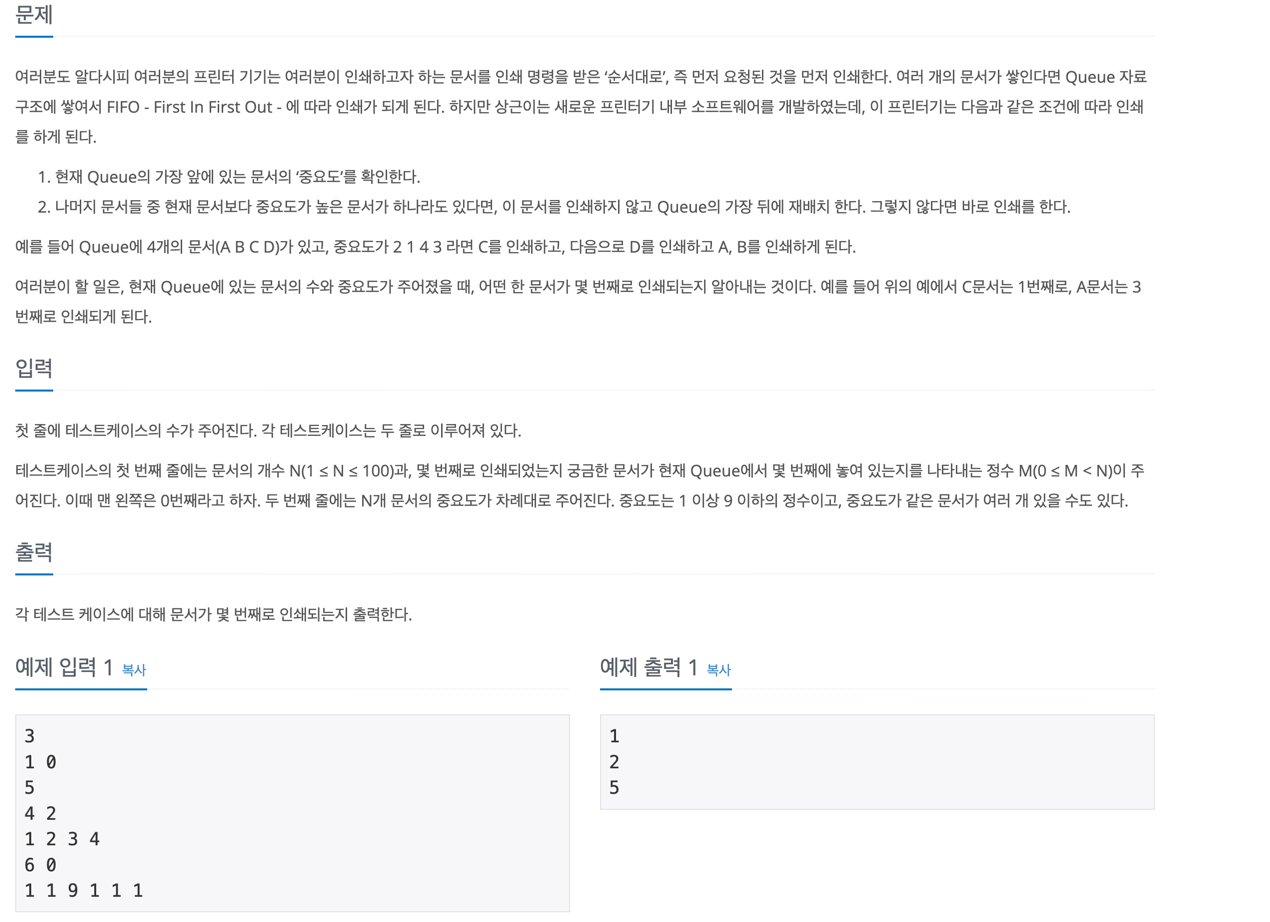 문제
여러분도 알다시피 여러분의 프린터 기기는 여러분이 인쇄하고자 하는 문서를 인쇄 명령을 받은 ‘순서대로’, 즉 먼저 요청된 것을 먼저 인쇄한다. 여러 개의 문서가 쌓인다면 Queue 자료
구조에 쌓여서 FIFO - First In First Out - 에 따라 인쇄가 되게 된다. 하지만 상근이는 새로운 프린터기 내부 소프트웨어를 개발하였는데, 이 프린터기는 다음과 같은 조건에 따라 인쇄
를 하게 된다.
1. 현재 Queue의 가장 앞에 있는 문서의 ‘중요도’를 확인한다.
2. 나머지 문서들 중 현재 문서보다 중요도가 높은 문서가 하나라도 있다면, 이 문서를 인쇄하지 않고 Queue의 가장 뒤에 재배치 한다. 그렇지 않다면 바로 인쇄를 한다.
예를 들어 Queue에 4개의 문서(A B C D)가 있고, 중요도가 2 1 4 3 라면 C를 인쇄하고, 다음으로 D를 인쇄하고 A, B를 인쇄하게 된다.
여러분이 할 일은, 현재 Queue에 있는 문서의 수와 중요도가 주어졌을 때, 어떤 한 문서가 몇 번째로 인쇄되는지 알아내는 것이다. 예를 들어 위의 예에서 C문서는 1번째로, A문서는 3
번째로 인쇄되게 된다.
입력
첫 줄에 테스트케이스의 수가 주어진다. 각 테스트케이스는 두 줄로 이루어져 있다.
테스트케이스의 첫 번째 줄에는 문서의 개수 N(1 ≤ N ≤ 100)과, 몇 번째로 인쇄되었는지 궁금한 문서가 현재 Queue에서 몇 번째에 놓여 있는지를 나타내는 정수 M(0 ≤ M < N)이 주
어진다. 이때 맨 왼쪽은 0번째라고 하자. 두 번째 줄에는 N개 문서의 중요도가 차례대로 주어진다. 중요도는 1 이상 9 이하의 정수이고, 중요도가 같은 문서가 여러 개 있을 수도 있다.
출력
각 테스트 케이스에 대해 문서가 몇 번째로 인쇄되는지 출력한다.
예제 입력 1 복사
3
1 0
5
4 2
1 2 3 4
6 0
1 1 9 1 1 1
예제 출력 1 복사
1
2
5